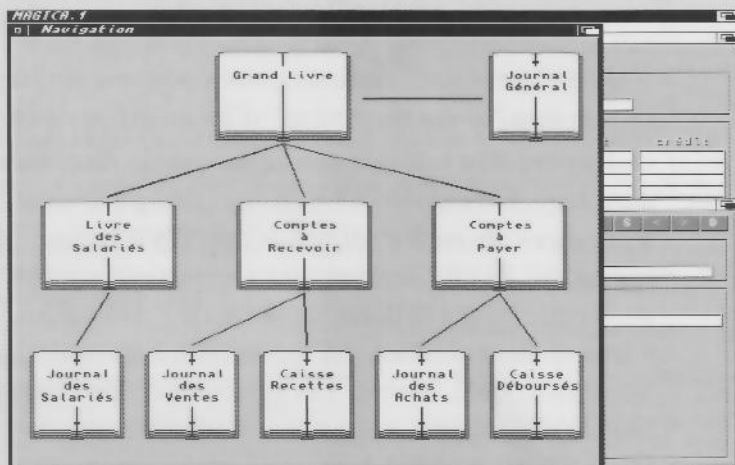 MAGICA.1
Navigation
Grand Livre
Journal
Général
crédit
Livre
des
Salariés
Comptes
à
Recevoir
Comptes
à
Payer
$ < > 0
Journal
des
Salariés
Journal
des
Ventes
Caisse
Recettes
Journal
des
Achats
Caisse
Déboursés